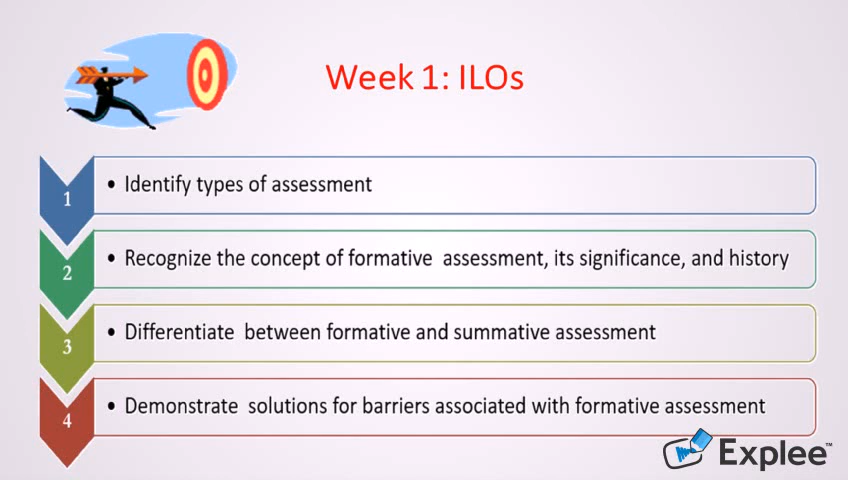 Week 1: ILOs
1
• Identify types of assessment
2
• Recognize the concept of formative assessment, its significance, and history
3
• Differentiate between formative and summative assessment
4
• Demonstrate solutions for barriers associated with formative assessment
Explee™